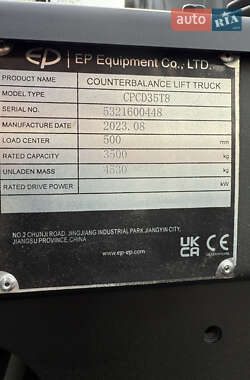 RIA.com
EP
EP Equipment Co., LTD.
PRODUCT NAME COUNTERBALANCE LIFT TRUCK
MODEL TYPE CPCD35T8
SERIAL NO. 5321600448
MANUFACTURE DATE 2023.08
LOAD CENTER 500 mm
RATED CAPACITY 3500 kg
UNLADEN MASS 4530 kg
RATED DRIVE POWER kW
NO.2 CHUNJI ROAD, JINGJIANG INDUSTRIAL PARK JIANGYIN CITY,
JIANGSU PROVINCE, CHINA
www.ep-ep.com
UK
CA
CE